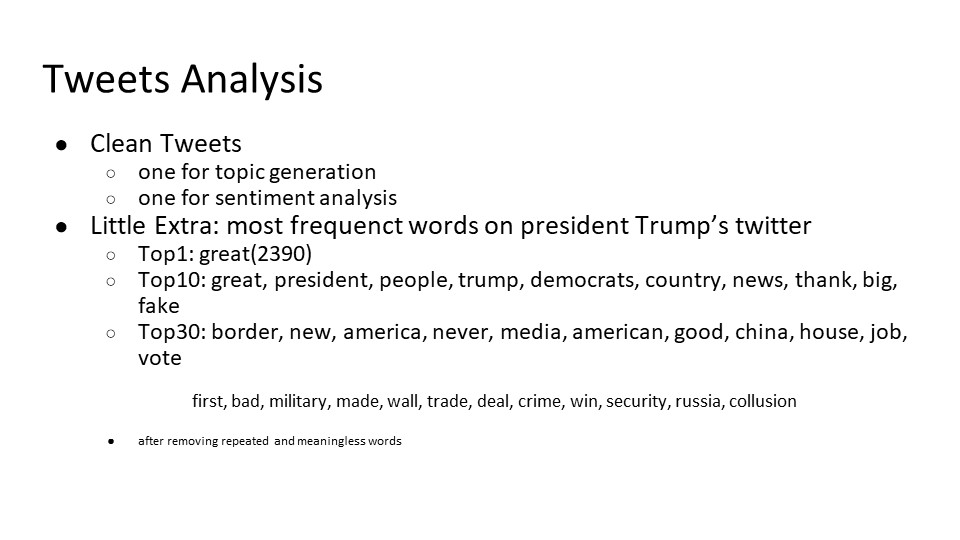 Tweets Analysis
● Clean Tweets
○ one for topic generation
○ one for sentiment analysis
● Little Extra: most frequenct words on president Trump’s twitter
○ Top1: great(2390)
○ Top10: great, president, people, trump, democrats, country, news, thank, big,
fake
○ Top30: border, new, america, never, media, american, good, china, house, job,
vote
first, bad, military, made, wall, trade, deal, crime, win, security, russia, collusion
● after removing repeated and meaningless words